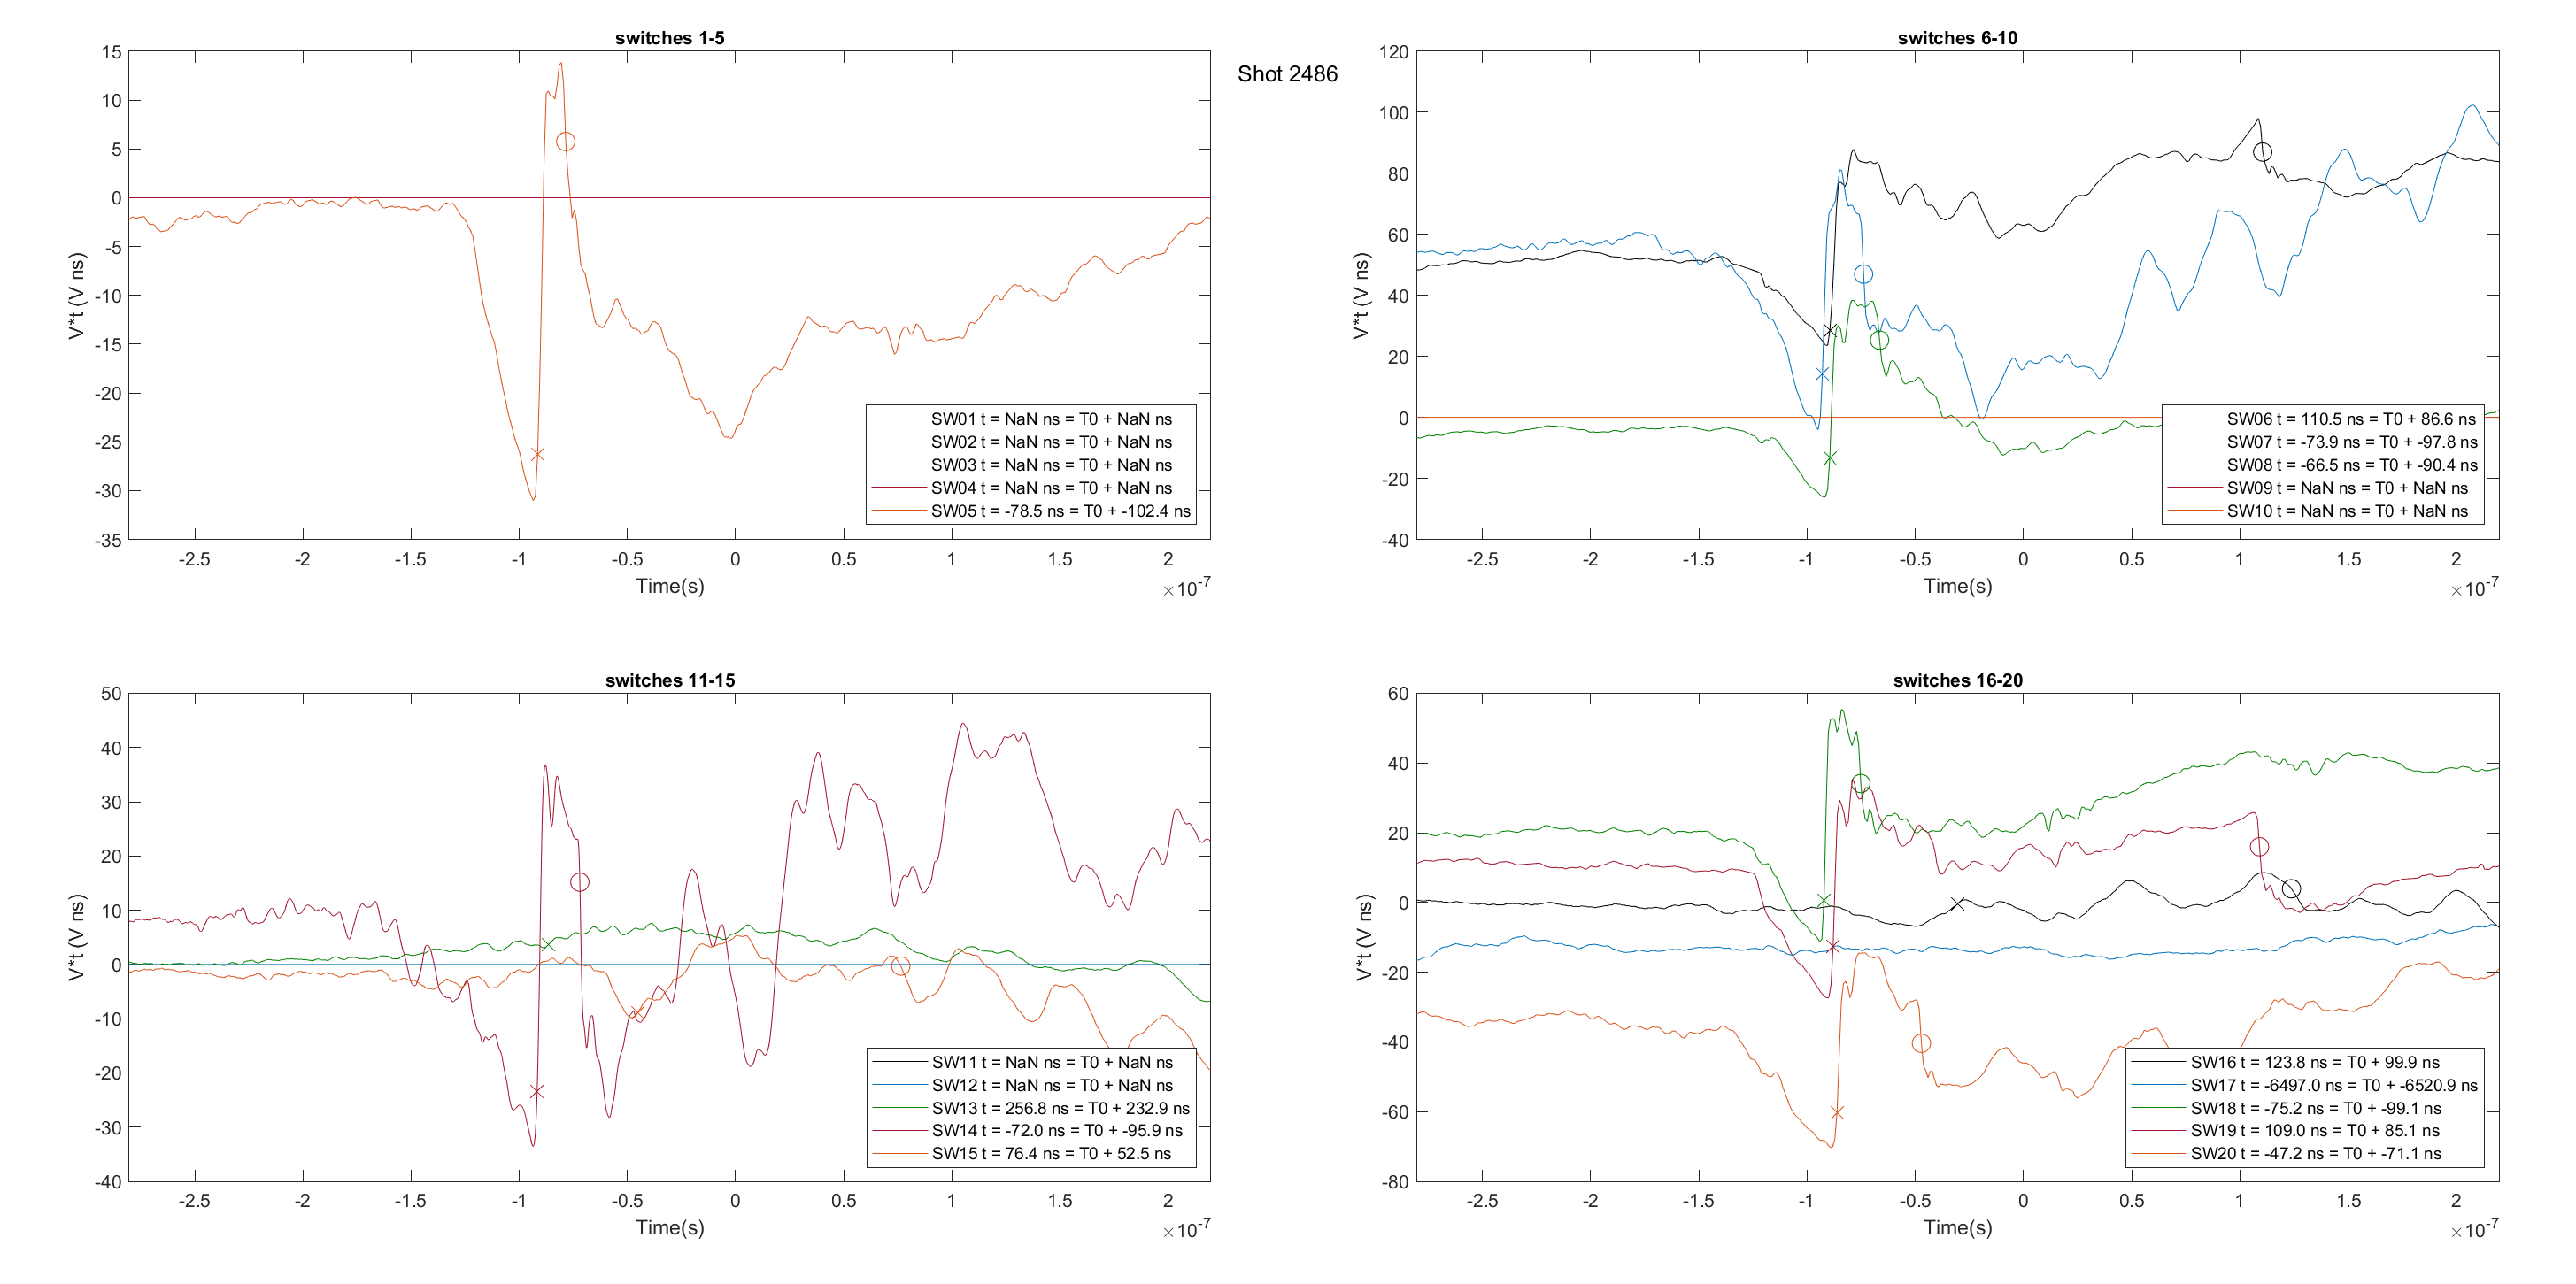 Shot 2486
switches 1-5
15
10
5
0
-5
-10
-15
-20
-25
-30
-35
V*t (V ns)
SW01 t = NaN ns = T0 + NaN ns
SW02 t = NaN ns = T0 + NaN ns
SW03 t = NaN ns = T0 + NaN ns
SW04 t = NaN ns = T0 + NaN ns
SW05 t = -78.5 ns = T0 + -102.4 ns
-2.5 -2 -1.5 -1 -0.5 0 0.5 1 1.5 2
Time(s)
×10-7
switches 6-10
120
100
80
60
40
20
0
-20
-40
V*t (V ns)
SW06 t = 110.5 ns = T0 + 86.6 ns
SW07 t = -73.9 ns = T0 + -97.8 ns
SW08 t = -66.5 ns = T0 + -90.4 ns
SW09 t = NaN ns = T0 + NaN ns
SW10 t = NaN ns = T0 + NaN ns
-2.5 -2 -1.5 -1 -0.5 0 0.5 1 1.5 2
Time(s)
×10-7
switches 11-15
50
40
30
20
10
0
-10
-20
-30
-40
V*t (V ns)
SW11 t = NaN ns = T0 + NaN ns
SW12 t = NaN ns = T0 + NaN ns
SW13 t = 256.8 ns = T0 + 232.9 ns
SW14 t = -72.0 ns = T0 + -95.9 ns
SW15 t = 76.4 ns = T0 + 52.5 ns
-2.5 -2 -1.5 -1 -0.5 0 0.5 1 1.5 2
Time(s)
×10-7
switches 16-20
60
40
20
0
-20
-40
-60
-80
V*t (V ns)
SW16 t = 123.8 ns = T0 + 99.9 ns
SW17 t = -6497.0 ns = T0 + -6520.9 ns
SW18 t = -75.2 ns = T0 + -99.1 ns
SW19 t = 109.0 ns = T0 + 85.1 ns
SW20 t = -47.2 ns = T0 + -71.1 ns
-2.5 -2 -1.5 -1 -0.5 0 0.5 1 1.5 2
Time(s)
×10-7